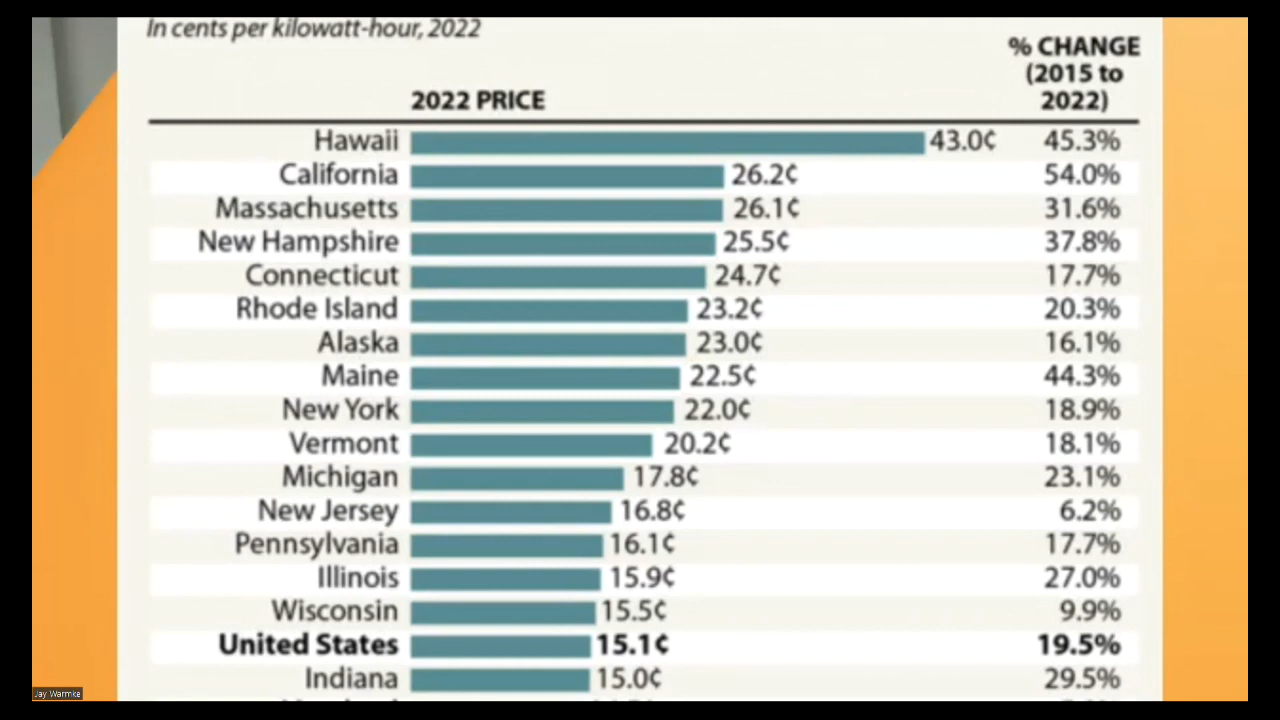 In cents per kilowatt-hour, 2022
% CHANGE
(2015 to
2022)
2022 PRICE
Hawaii 43.0¢ 45.3%
California 26.2¢ 54.0%
Massachusetts 26.1¢ 31.6%
New Hampshire 25.5¢ 37.8%
Connecticut 24.7¢ 17.7%
Rhode Island 23.2¢ 20.3%
Alaska 23.0¢ 16.1%
Maine 22.5¢ 44.3%
New York 22.0¢ 18.9%
Vermont 20.2¢ 18.1%
Michigan 17.8¢ 23.1%
New Jersey 16.8¢ 6.2%
Pennsylvania 16.1¢ 17.7%
Illinois 15.9¢ 27.0%
Wisconsin 15.5¢ 9.9%
United States 15.1¢ 19.5%
Indiana 15.0¢ 29.5%
Jay Warmke